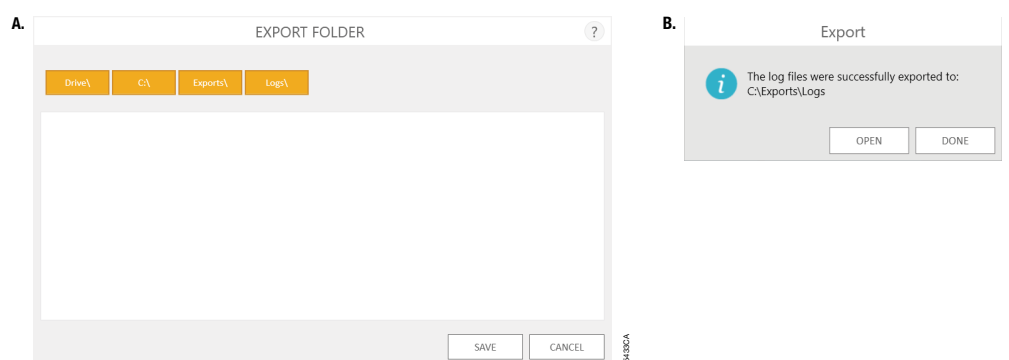 A.
EXPORT FOLDER
?
Drive\ C:\ Exports\ Logs\
SAVE CANCEL
B.
Export
i
The log files were successfully exported to:
C:\Exports\Logs
OPEN DONE